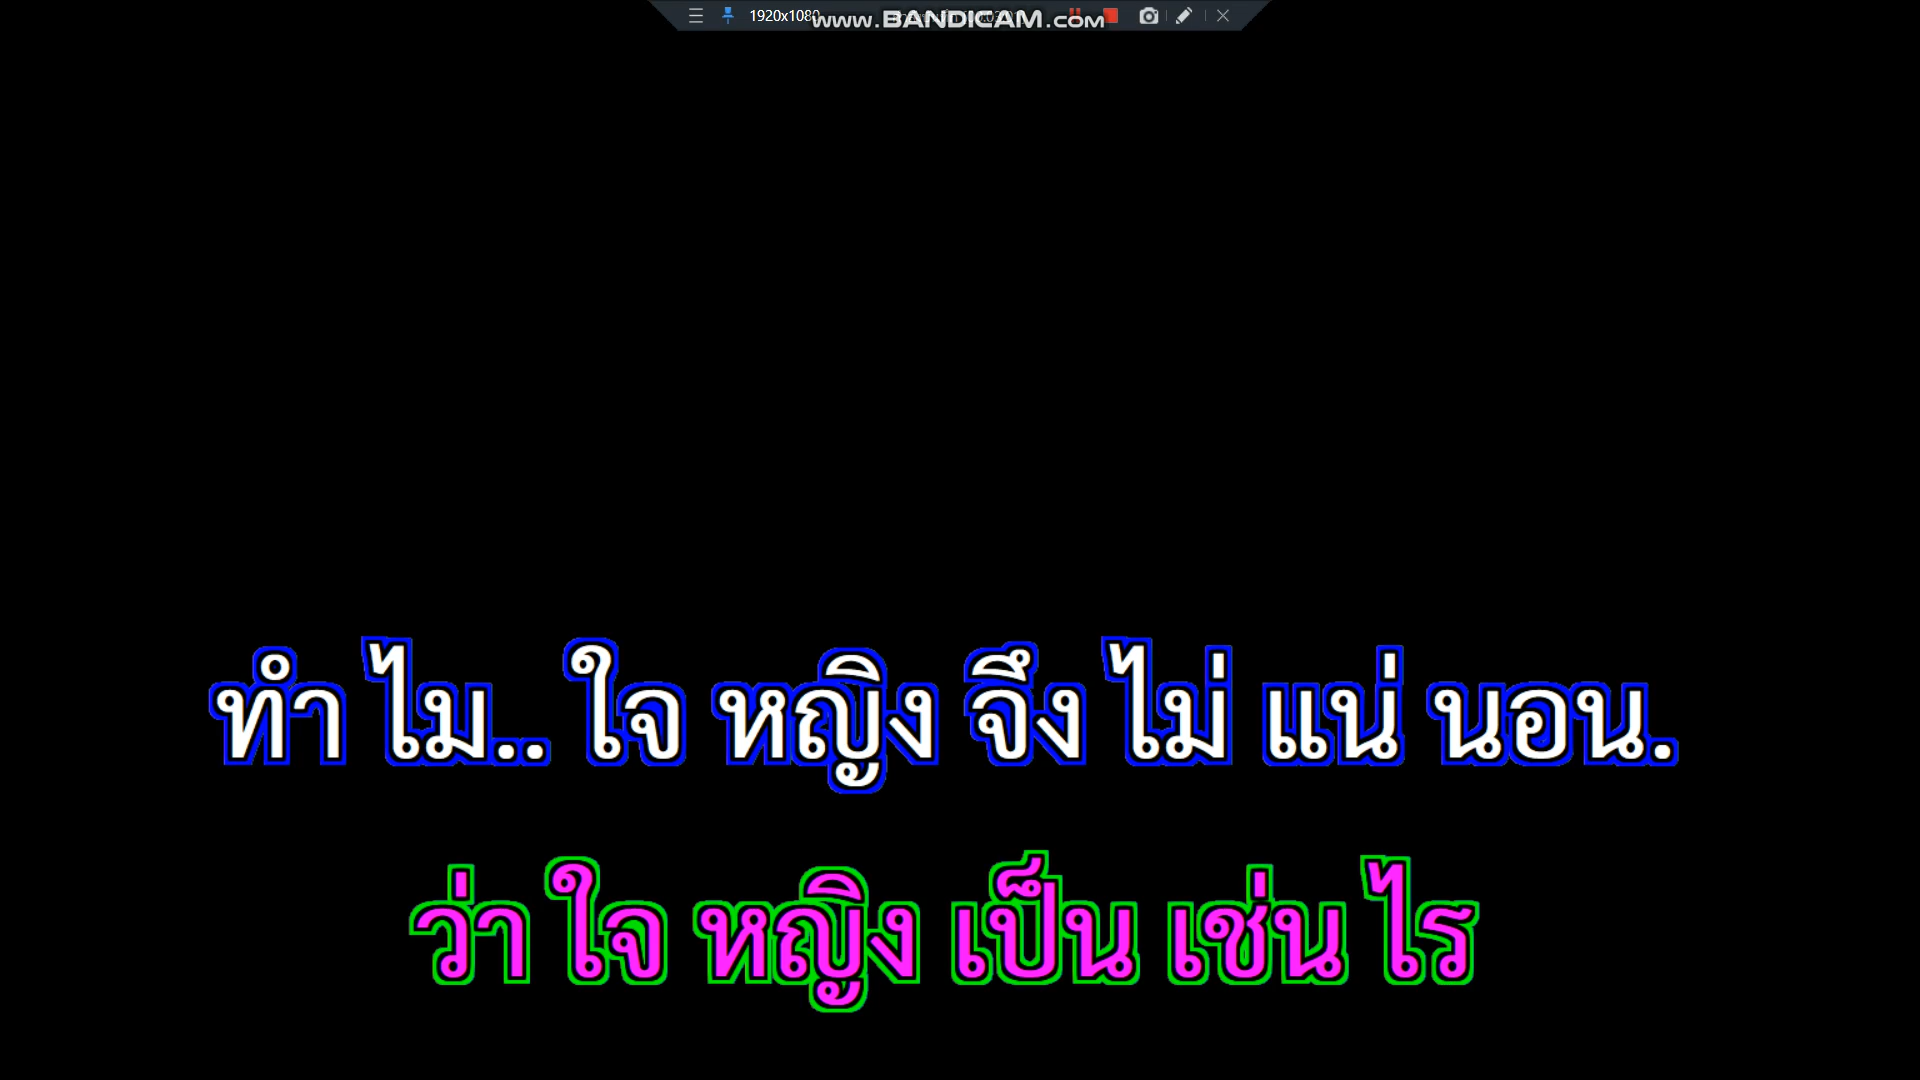 1920x1080
www.BANDICAM.com
ทำ ไม.. ใจ หญิง จึง ไม่ แน่ นอน.
ว่า ใจ หญิง เป็น เช่น ไร